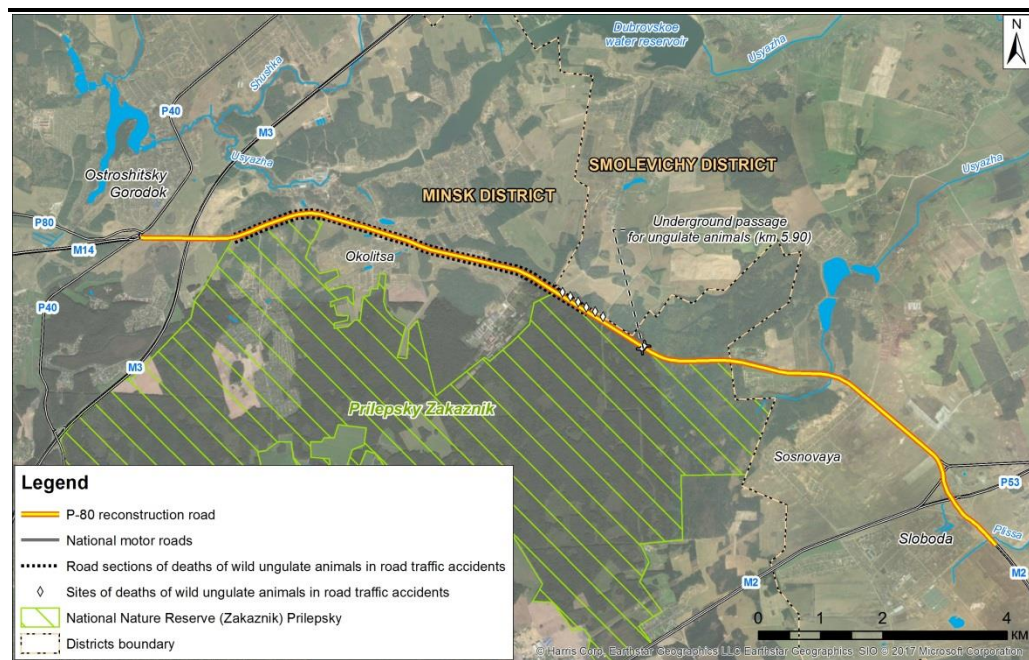 N
Dubrovskoe
water reservoir
Usyazha
Shushka
P40
M3
Usyazha
Ostroshitsky
Gorodok
SMOLEVICHY DISTRICT
MINSK DISTRICT
Usyazha
P80
M14
Underground passage
for ungulate animals (km 5.90)
Okolitsa
P40
M3
Prilepsky Zakaznik
Sosnovaya
P53
Sloboda
Plissa
M2
M2
Legend
P-80 reconstruction road
National motor roads
Road sections of deaths of wild ungulate animals in road traffic accidents
Sites of deaths of wild ungulate animals in road traffic accidents
National Nature Reserve (Zakaznik) Prilepsky
Districts boundary
0 2 4
KM
© Harris Corp, Earthstar Geographics LLC Earthstar Geographics SIO © 2017 Microsoft Corporation